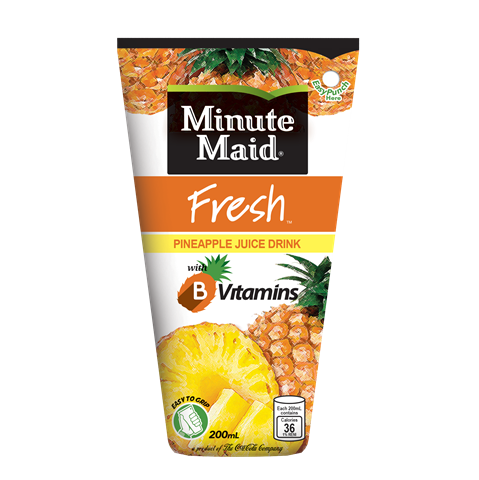 EasyPunch
Here
Minute
Maid®
Fresh™
PINEAPPLE JUICE DRINK
with
B Vitamins
EASY TO GRIP
200mL
a product of The Coca-Cola Company
Each 200mL
contains
Calories
36